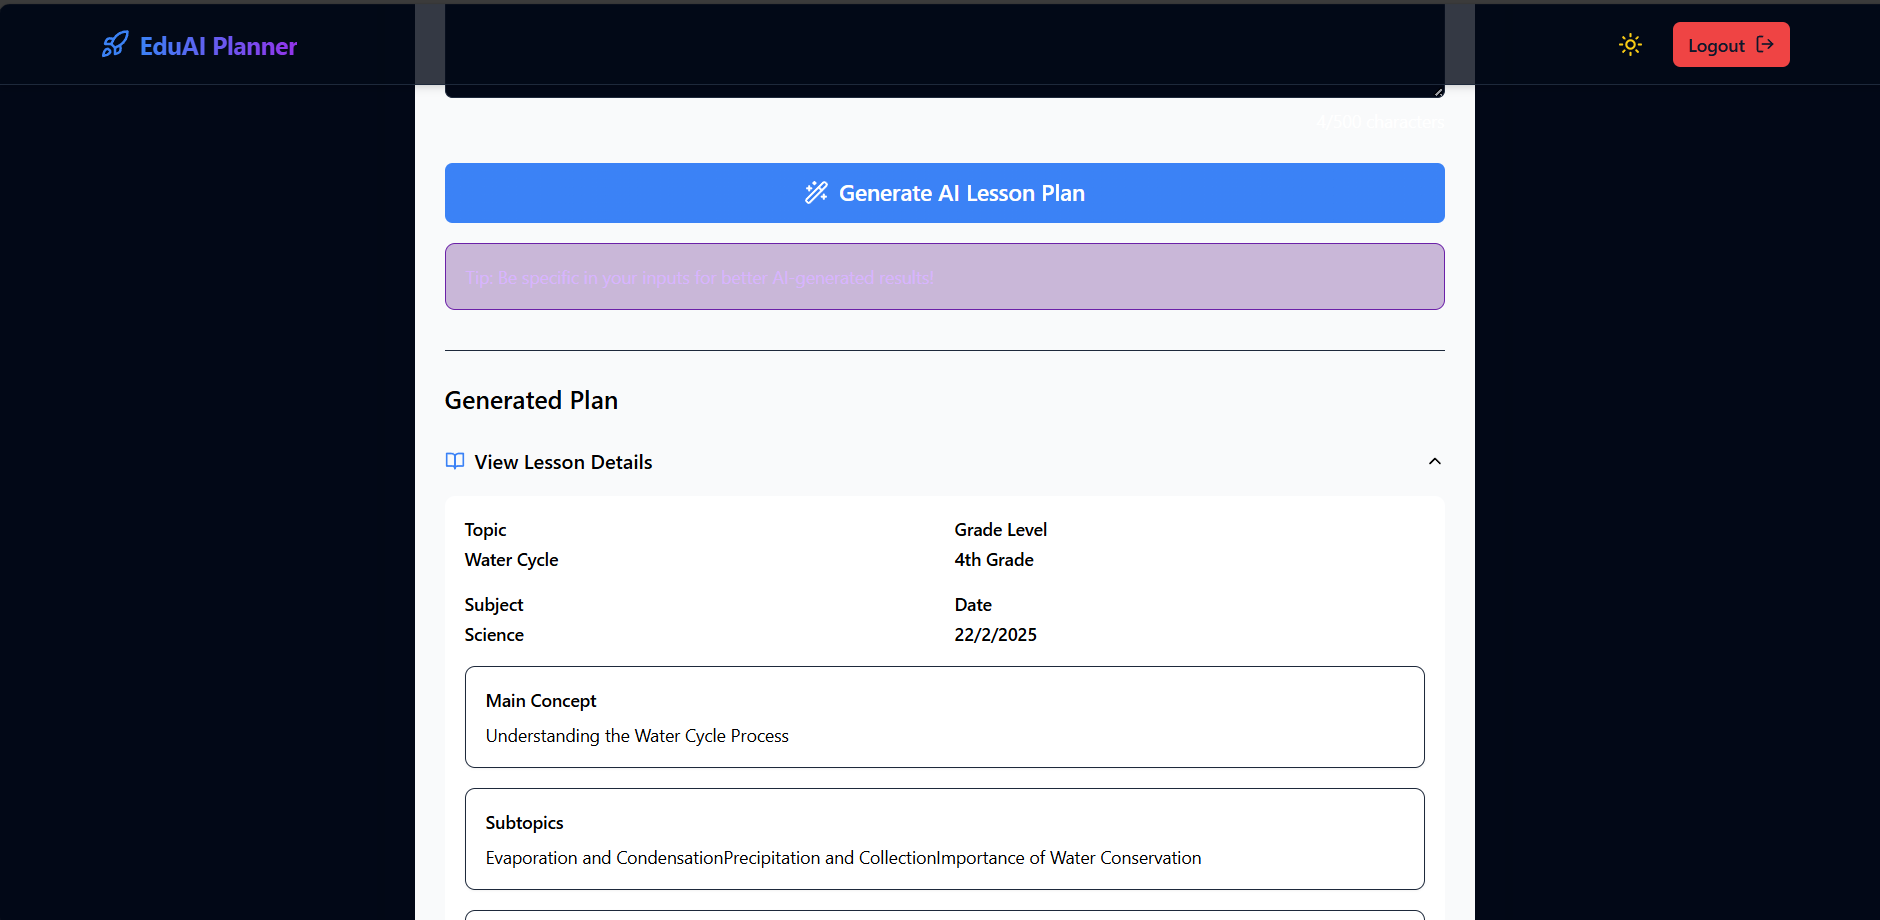 EduAI Planner
Logout
4/500 characters
Generate AI Lesson Plan
Tip: Be specific in your inputs for better AI-generated results!
Generated Plan
View Lesson Details
Topic
Grade Level
Water Cycle
4th Grade
Subject
Date
Science
22/2/2025
Main Concept
Understanding the Water Cycle Process
Subtopics
Evaporation and CondensationPrecipitation and CollectionImportance of Water Conservation